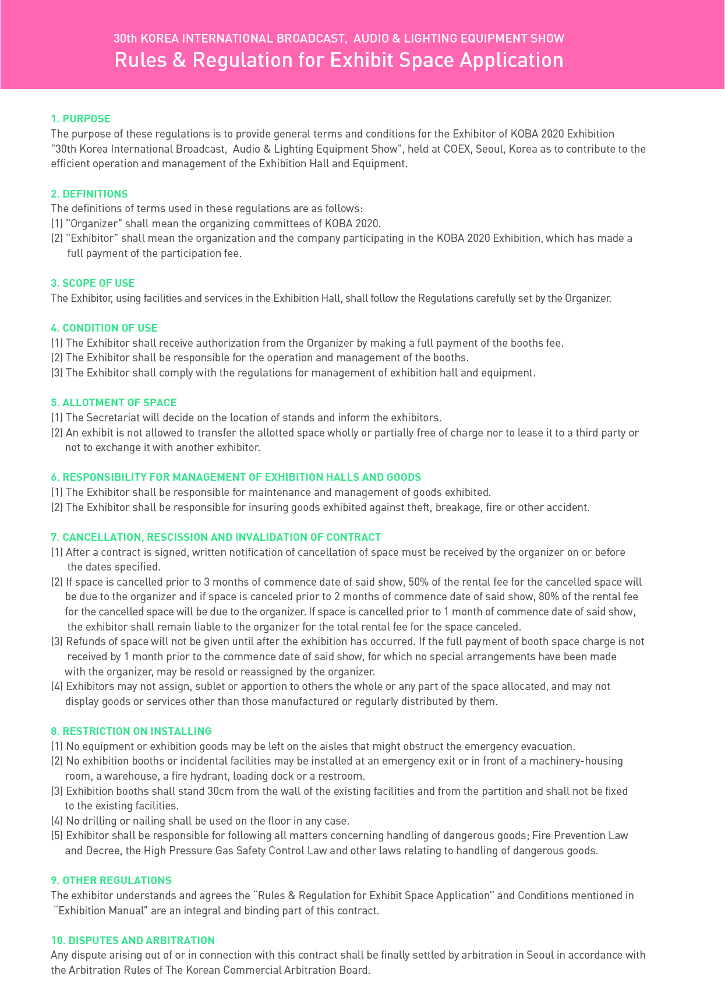 30th KOREA INTERNATIONAL BROADCAST,  AUDIO & LIGHTING EQUIPMENT SHOW
Rules & Regulation for Exhibit Space Application
1. PURPOSE
The purpose of these regulations is to provide general terms and conditions for the Exhibitor of KOBA 2020 Exhibition
"30th Korea International Broadcast,  Audio & Lighting Equipment Show", held at COEX, Seoul, Korea as to contribute to the
efficient operation and management of the Exhibition Hall and Equipment.
2. DEFINITIONS
The definitions of terms used in these regulations are as follows:
(1) "Organizer" shall mean the organizing committees of KOBA 2020.
(2) "Exhibitor" shall mean the organization and the company participating in the KOBA 2020 Exhibition, which has made a
full payment of the participation fee.
3. SCOPE OF USE
The Exhibitor, using facilities and services in the Exhibition Hall, shall follow the Regulations carefully set by the Organizer.
4. CONDITION OF USE
(1) The Exhibitor shall receive authorization from the Organizer by making a full payment of the booths fee.
(2) The Exhibitor shall be responsible for the operation and management of the booths.
(3) The Exhibitor shall comply with the regulations for management of exhibition hall and equipment.
5. ALLOTMENT OF SPACE
(1) The Secretariat will decide on the location of stands and inform the exhibitors.
(2) An exhibit is not allowed to transfer the allotted space wholly or partially free of charge nor to lease it to a third party or
not to exchange it with another exhibitor.
6. RESPONSIBILITY FOR MANAGEMENT OF EXHIBITION HALLS AND GOODS
(1) The Exhibitor shall be responsible for maintenance and management of goods exhibited.
(2) The Exhibitor shall be responsible for insuring goods exhibited against theft, breakage, fire or other accident.
7. CANCELLATION, RESCISSION AND INVALIDATION OF CONTRACT
(1) After a contract is signed, written notification of cancellation of space must be received by the organizer on or before
the dates specified.
(2) If space is cancelled prior to 3 months of commence date of said show, 50% of the rental fee for the cancelled space will
be due to the organizer and if space is canceled prior to 2 months of commence date of said show, 80% of the rental fee
for the cancelled space will be due to the organizer. If space is cancelled prior to 1 month of commence date of said show,
the exhibitor shall remain liable to the organizer for the total rental fee for the space canceled.
(3) Refunds of space will not be given until after the exhibition has occurred. If the full payment of booth space charge is not
received by 1 month prior to the commence date of said show, for which no special arrangements have been made
with the organizer, may be resold or reassigned by the organizer.
(4) Exhibitors may not assign, sublet or apportion to others the whole or any part of the space allocated, and may not
display goods or services other than those manufactured or regularly distributed by them.
8. RESTRICTION ON INSTALLING
(1) No equipment or exhibition goods may be left on the aisles that might obstruct the emergency evacuation.
(2) No exhibition booths or incidental facilities may be installed at an emergency exit or in front of a machinery-housing
room, a warehouse, a fire hydrant, loading dock or a restroom.
(3) Exhibition booths shall stand 30cm from the wall of the existing facilities and from the partition and shall not be fixed
to the existing facilities.
(4) No drilling or nailing shall be used on the floor in any case.
(5) Exhibitor shall be responsible for following all matters concerning handling of dangerous goods; Fire Prevention Law
and Decree, the High Pressure Gas Safety Control Law and other laws relating to handling of dangerous goods.
9. OTHER REGULATIONS
The exhibitor understands and agrees the “Rules & Regulation for Exhibit Space Application” and Conditions mentioned in
“Exhibition Manual” are an integral and binding part of this contract.
10. DISPUTES AND ARBITRATION
Any dispute arising out of or in connection with this contract shall be finally settled by arbitration in Seoul in accordance with
the Arbitration Rules of The Korean Commercial Arbitration Board.